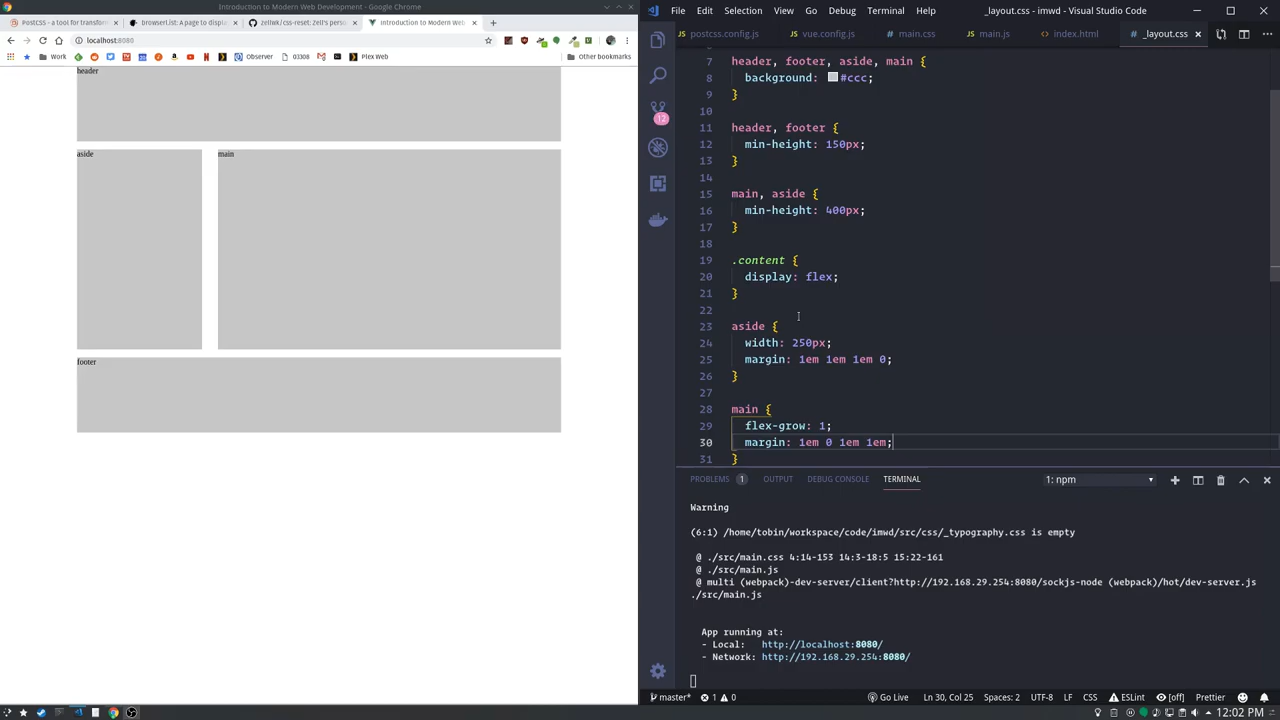 Introduction to Modern Web Development - Google Chrome
PostCSS - a tool for transform
Browserl.ist: A page to displa
zellwk/css-reset: Zell's perso
Introduction to Modern Web
localhost:8080
Work
Observer
03308
Plex Web
Other bookmarks
header
aside
main
footer
File Edit Selection View Go Debug Terminal Help
_layout.css - imwd - Visual Studio Code
postcss.config.js
vue.config.js
main.css
main.js
index.html
_layout.css
12
7 header, footer, aside, main {
8 background: #ccc;
9 }
10
11 header, footer {
12 min-height: 150px;
13 }
14
15 main, aside {
16 min-height: 400px;
17 }
18
19 .content {
20 display: flex;
21 }
22
23 aside {
24 width: 250px;
25 margin: 1em 1em 1em 0;
26 }
27
28 main {
29 flex-grow: 1;
30 margin: 1em 0 1em 1em;
31 }
PROBLEMS 1 OUTPUT DEBUG CONSOLE TERMINAL 1: npm
Warning
(6:1) /home/tobin/workspace/code/imwd/src/css/_typography.css is empty
@ ./src/main.css 4:14-153 14:3-18:5 15:22-161
@ ./src/main.js
@ multi (webpack)-dev-server/client?http://192.168.29.254:8080/sockjs-node (webpack)/hot/dev-server.js
./src/main.js
App running at:
- Local: http://localhost:8080/
- Network: http://192.168.29.254:8080/
master* 1 0 Go Live Ln 30, Col 25 Spaces: 2 UTF-8 LF CSS ESLint [off] Prettier
12:02 PM